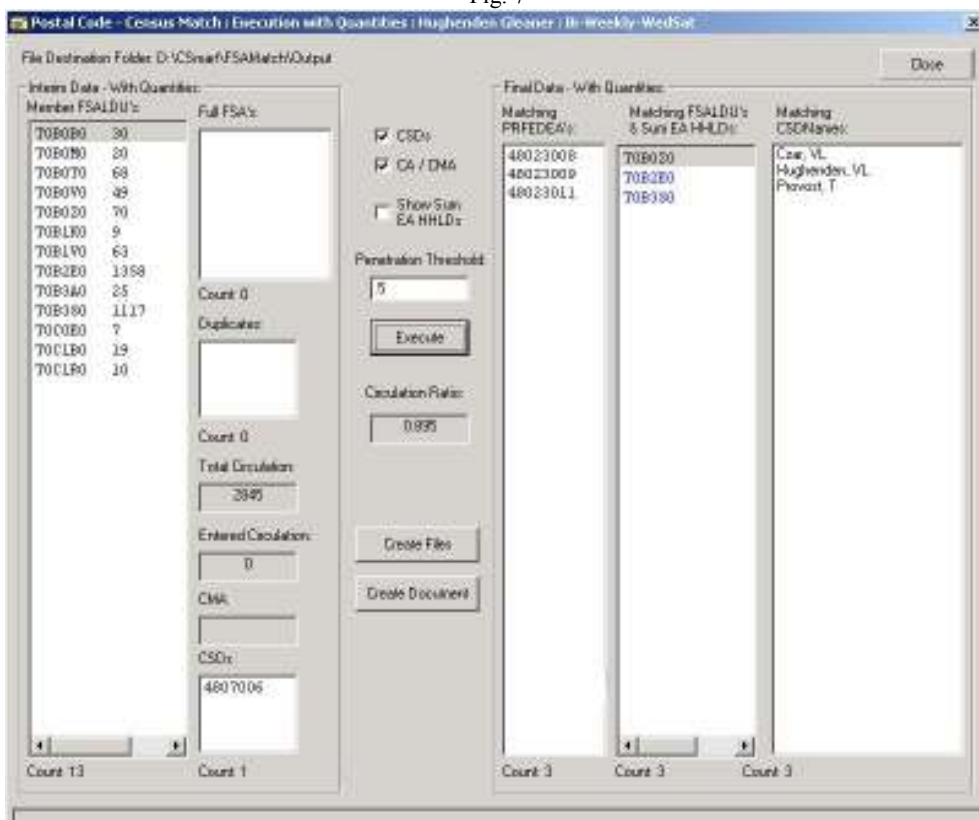 Fig. 7
Postal Code - Census Match : Execution with Quantities : Hughenden Gleaner : Bi-Weekly-WedSat
File Destination Folder: D:\CSmart\FSAMatch\Output
Close
Interim Data - With Quantities:
Member FSALDU's
T0B0B0 30
T0B0M0 20
T0B0T0 68
T0B0V0 49
T0B0Z0 70
T0B1K0 9
T0B1V0 63
T0B2E0 1358
T0B3A0 25
T0B3S0 1117
T0C0E0 7
T0C1B0 19
T0C1R0 10
Count: 13
Full FSA's:
Count: 0
Duplicates:
Count: 0
Total Circulation:
2845
Entered Circulation:
0
CMA:
CSDs:
4807006
Count: 1
CSDs
CA / CMA
Show Sum
EA HHLDs
Penetration Threshold:
5
Execute
Circulation Ratio:
0.895
Create Files
Create Document
Final Data - With Quantities:
Matching
PRFEDEA's:
48023008
48023009
48023011
Count: 3
Matching FSALDU's
& Sum EA HHLDs:
T0B0Z0
T0B2E0
T0B3S0
Count: 3
Matching
CSDNames:
Czar, VL
Hughenden, VL
Provost, T
Count: 3